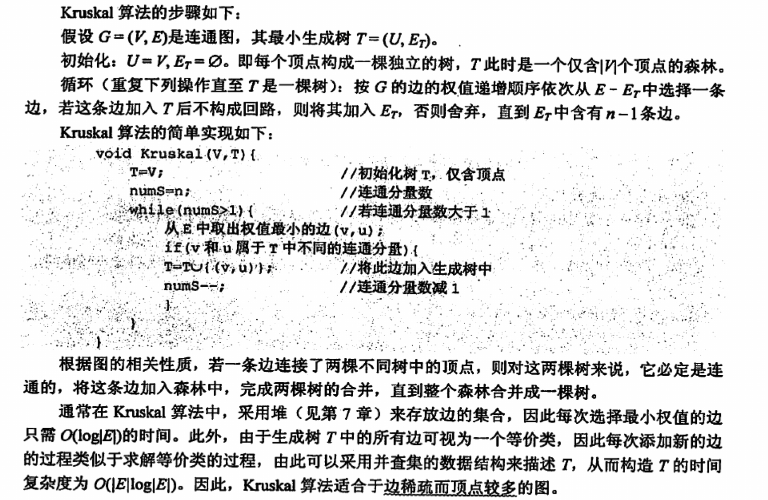 Kruskal 算法的步骤如下：
假设 G = (V, E)是连通图，其最小生成树 T = (U, E_T)。
初始化：U = V, E_T = ∅。即每个顶点构成一棵独立的树，T 此时是一个仅含|V|个顶点的森林。
循环（重复下列操作直至 T 是一棵树）：按 G 的边的权值递增顺序依次从 E - E_T 中选择一条
边，若这条边加入 T 后不构成回路，则将其加入 E_T，否则舍弃，直到 E_T 中含有 n - 1 条边。
Kruskal 算法的简单实现如下：
void Kruskal(V,T){
T=V; //初始化树 T，仅含顶点
numS=n; //连通分量数
while(numS>1){ //若连通分量数大于 1
从 E 中取出权值最小的边(v,u);
if(v 和 u 属于 T 中不同的连通分量){
T=T∪{(v,u)}; //将此边加入生成树中
numS--; //连通分量数减 1
}
}
}
根据图的相关性质，若一条边连接了两棵不同树中的顶点，则对这两棵树来说，它必定是连
通的，将这条边加入森林中，完成两棵树的合并，直到整个森林合并成一棵树。
通常在 Kruskal 算法中，采用堆（见第 7 章）来存放边的集合，因此每次选择最小权值的边
只需 O(log|E|)的时间。此外，由于生成树 T 中的所有边可视为一个等价类，因此每次添加新的边
的过程类似于求解等价类的过程，由此可以采用并查集的数据结构来描述 T，从而构造 T 的时间
复杂度为 O(|E|log|E|)。因此，Kruskal 算法适合于边稀疏而顶点较多的图。